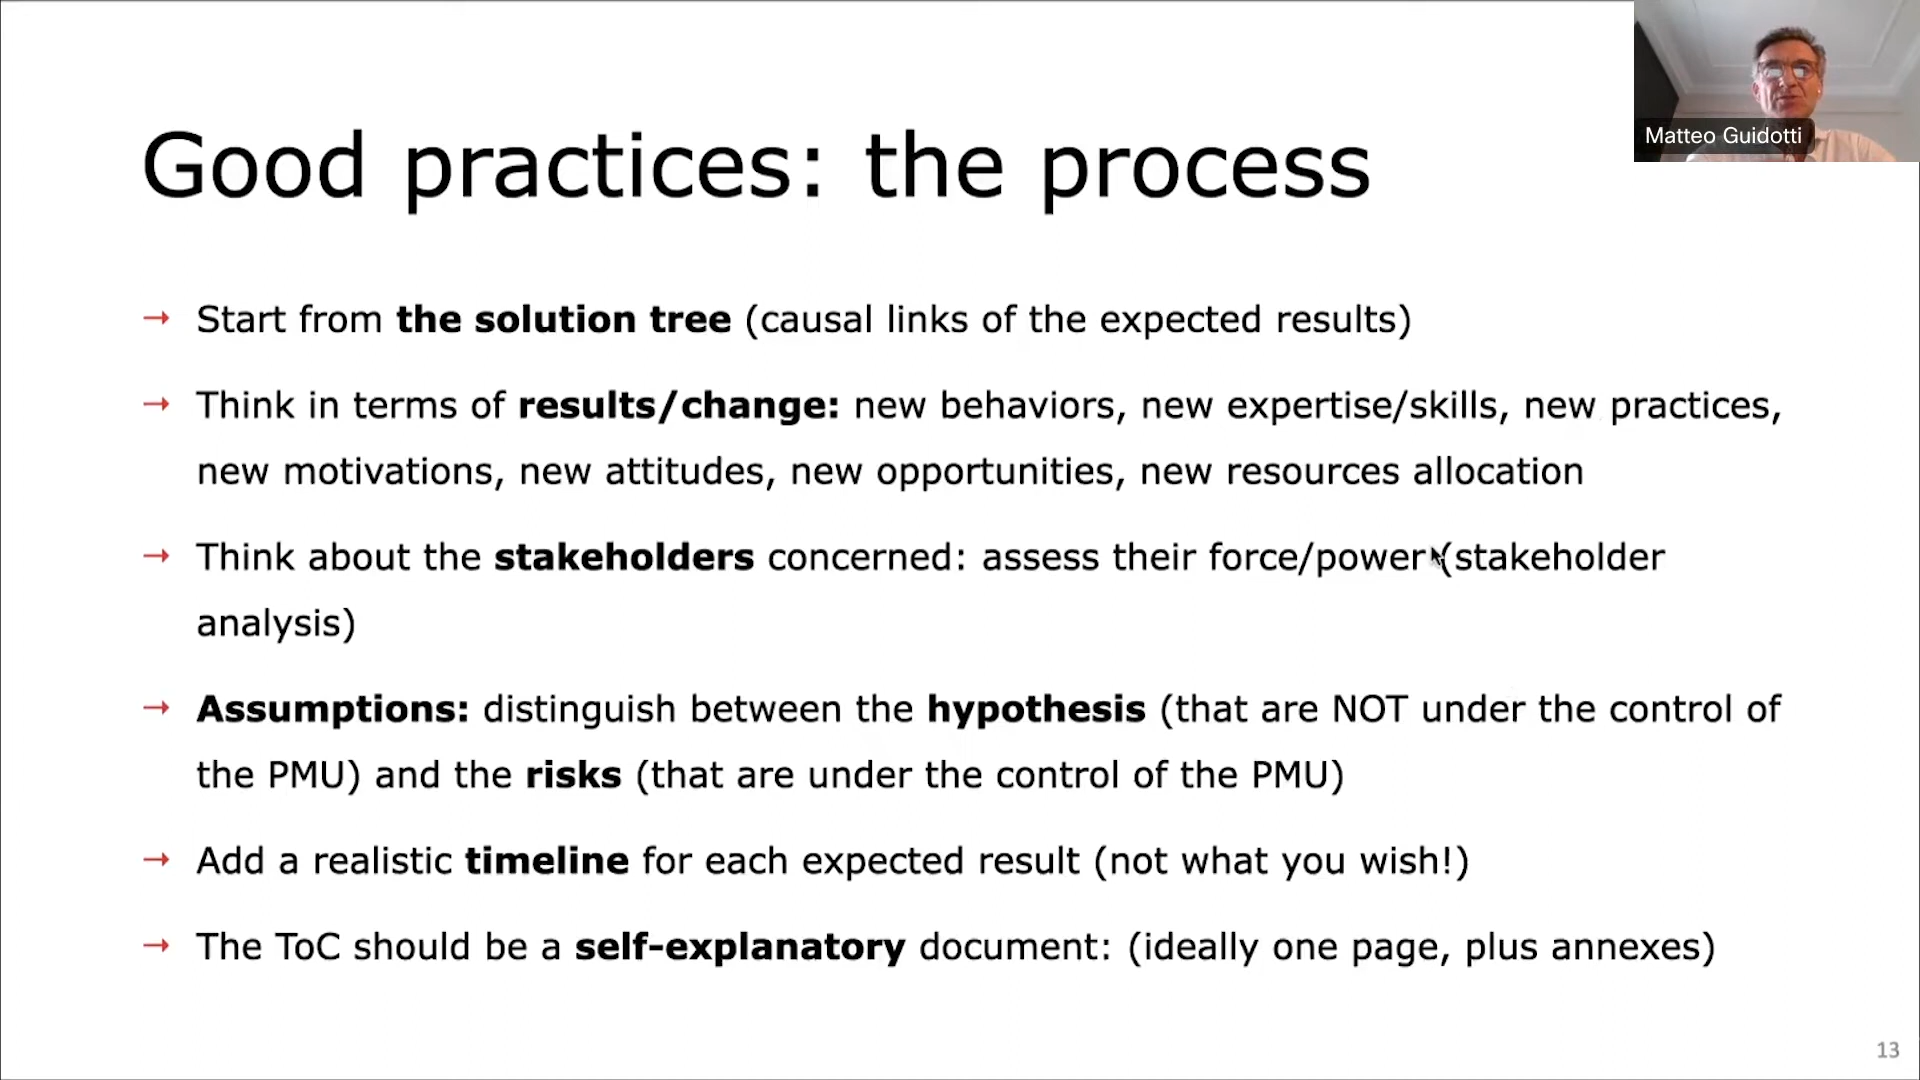 Matteo Guidotti
Good practices: the process
→ Start from the solution tree (causal links of the expected results)
→ Think in terms of results/change: new behaviors, new expertise/skills, new practices,
new motivations, new attitudes, new opportunities, new resources allocation
→ Think about the stakeholders concerned: assess their force/power (stakeholder
analysis)
→ Assumptions: distinguish between the hypothesis (that are NOT under the control of
the PMU) and the risks (that are under the control of the PMU)
→ Add a realistic timeline for each expected result (not what you wish!)
→ The ToC should be a self-explanatory document: (ideally one page, plus annexes)
13